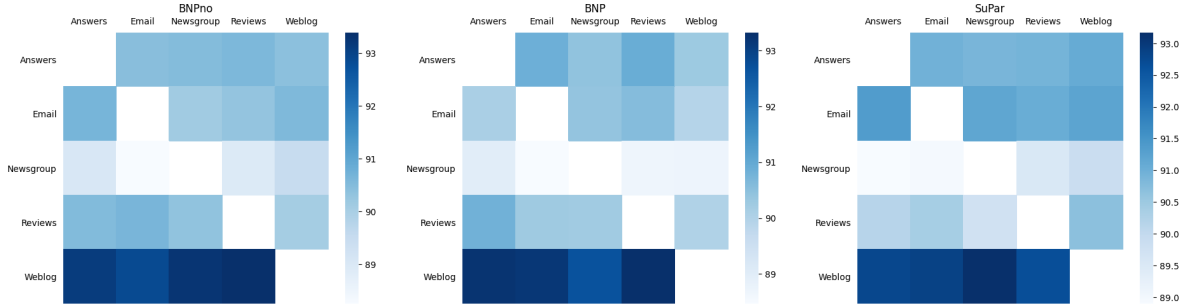 BNPno
Answers Email Newsgroup Reviews Weblog
Answers
Email
Newsgroup
Reviews
Weblog
93
92
91
90
89
BNP
Answers Email Newsgroup Reviews Weblog
Answers
Email
Newsgroup
Reviews
Weblog
93
92
91
90
89
SuPar
Answers Email Newsgroup Reviews Weblog
Answers
Email
Newsgroup
Reviews
Weblog
93.0
92.5
92.0
91.5
91.0
90.5
90.0
89.5
89.0